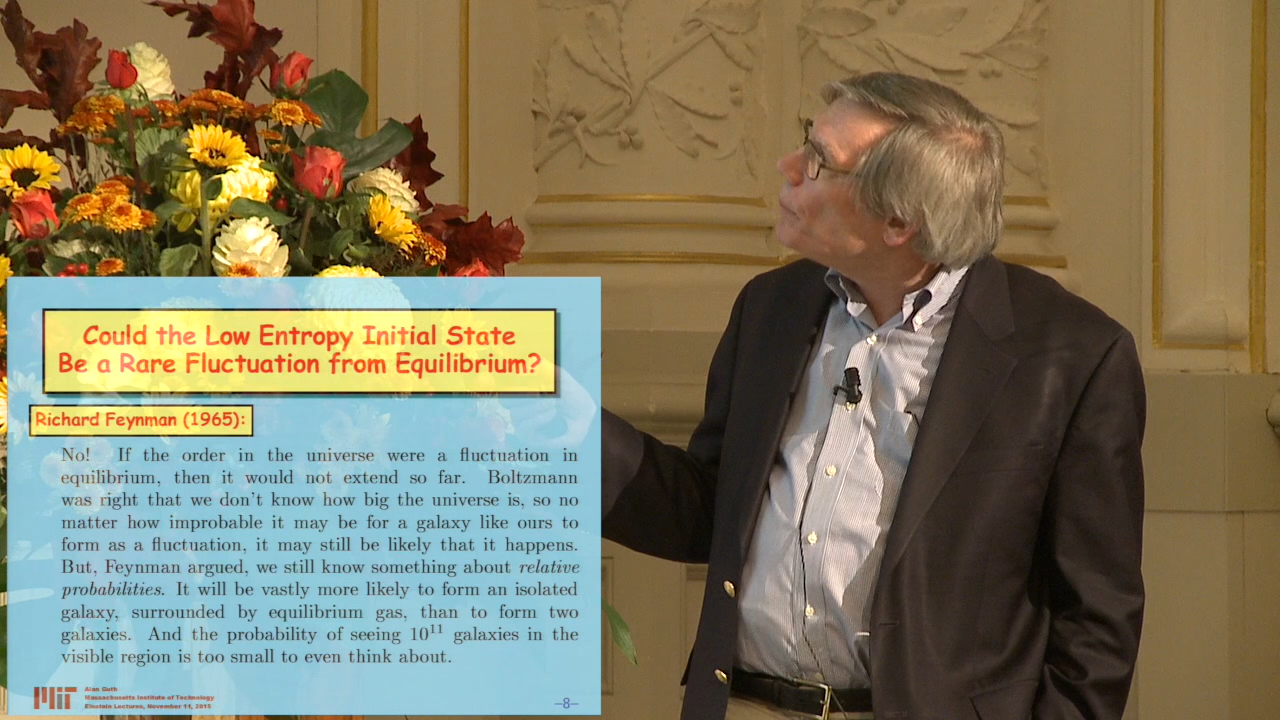 Could the Low Entropy Initial State
Be a Rare Fluctuation from Equilibrium?
Richard Feynman (1965):
No! If the order in the universe were a fluctuation in
equilibrium, then it would not extend so far. Boltzmann
was right that we don't know how big the universe is, so no
matter how improbable it may be for a galaxy like ours to
form as a fluctuation, it may still be likely that it happens.
But, Feynman argued, we still know something about relative
probabilities. It will be vastly more likely to form an isolated
galaxy, surrounded by equilibrium gas, than to form two
galaxies. And the probability of seeing 10¹¹ galaxies in the
visible region is too small to even think about.
MIT
Alan Guth
Massachusetts Institute of Technology
Einstein Lectures, November 11, 2015
–8–